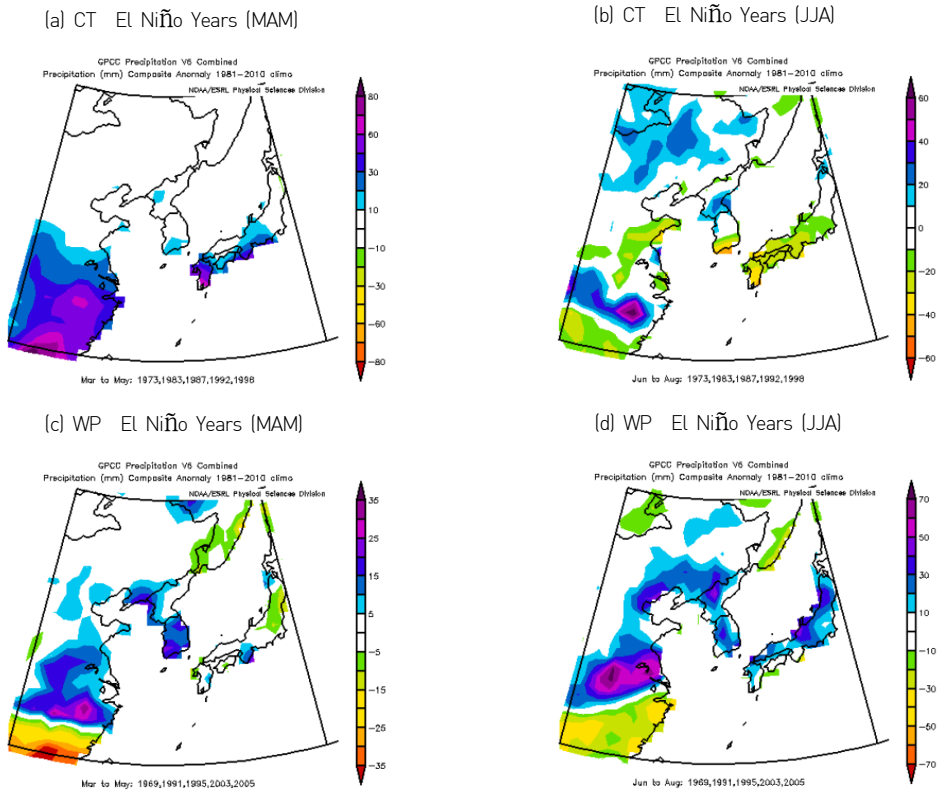 (a) CT El Niño Years (MAM)
GPCC Precipitation V6 Combined
Precipitation (mm) Composite Anomaly 1981-2010 climo
NOAA/ESRL Physical Sciences Division
80
60
30
10
-10
-30
-60
-80
Mar to May: 1973,1983,1987,1992,1998
(b) CT El Niño Years (JJA)
GPCC Precipitation V6 Combined
Precipitation (mm) Composite Anomaly 1981-2010 climo
NOAA/ESRL Physical Sciences Division
60
40
20
0
-20
-40
-60
Jun to Aug: 1973,1983,1987,1992,1998
(c) WP El Niño Years (MAM)
GPCC Precipitation V6 Combined
Precipitation (mm) Composite Anomaly 1981-2010 climo
NOAA/ESRL Physical Sciences Division
35
25
15
5
-5
-15
-25
-35
Mar to May: 1969,1991,1995,2003,2005
(d) WP El Niño Years (JJA)
GPCC Precipitation V6 Combined
Precipitation (mm) Composite Anomaly 1981-2010 climo
NOAA/ESRL Physical Sciences Division
70
50
30
10
-10
-30
-50
-70
Jun to Aug: 1969,1991,1995,2003,2005